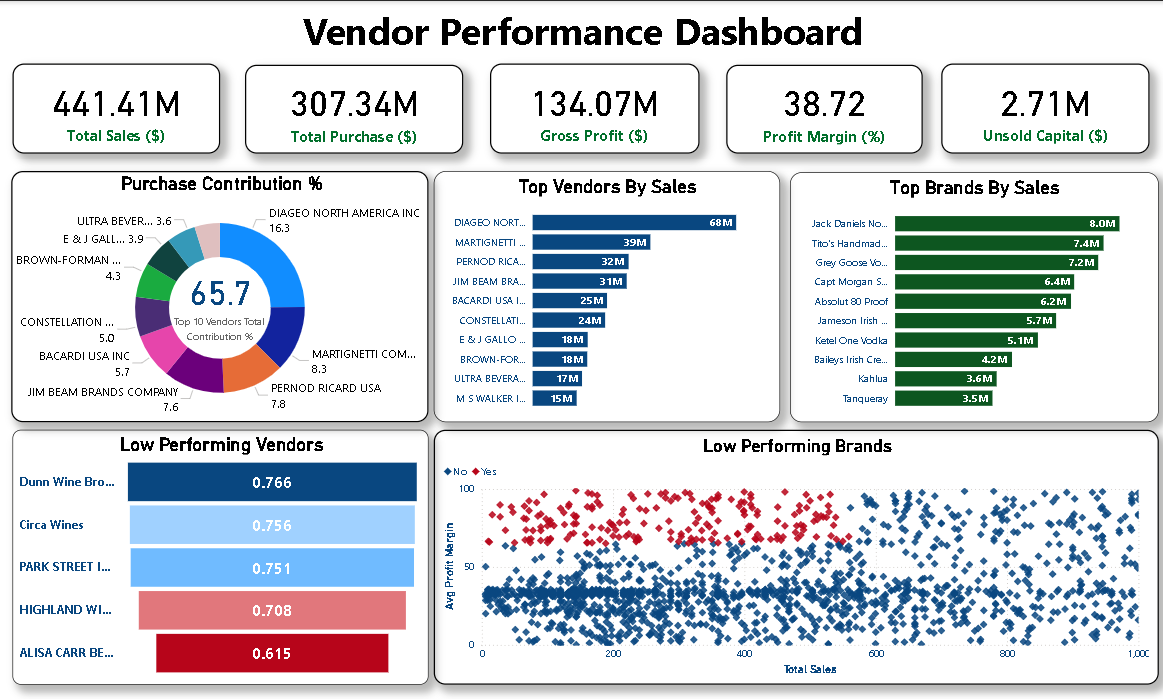 Vendor Performance Dashboard
441.41M
Total Sales ($)
307.34M
Total Purchase ($)
134.07M
Gross Profit ($)
38.72
Profit Margin (%)
2.71M
Unsold Capital ($)
Purchase Contribution %
DIAGEO NORTH AMERICA INC
16.3
MARTIGNETTI COM...
8.3
PERNOD RICARD USA
7.8
JIM BEAM BRANDS COMPANY
7.6
BACARDI USA INC
5.7
CONSTELLATION ...
5.0
BROWN-FORMAN ...
4.3
E & J GALL... 3.9
ULTRA BEVER... 3.6
65.7
Top 10 Vendors Total
Contribution %
Top Vendors By Sales
DIAGEO NORT... 68M
MARTIGNETTI ... 39M
PERNOD RICA... 32M
JIM BEAM BRA... 31M
BACARDI USA I... 25M
CONSTELLATI... 24M
E & J GALLO ... 18M
BROWN-FOR... 18M
ULTRA BEVERA... 17M
M S WALKER I... 15M
Top Brands By Sales
Jack Daniels No... 8.0M
Tito's Handmad... 7.4M
Grey Goose Vo... 7.2M
Capt Morgan S... 6.4M
Absolut 80 Proof 6.2M
Jameson Irish ... 5.7M
Ketel One Vodka 5.1M
Baileys Irish Cre... 4.2M
Kahlua 3.6M
Tanqueray 3.5M
Low Performing Vendors
Dunn Wine Bro... 0.766
Circa Wines 0.756
PARK STREET I... 0.751
HIGHLAND WI... 0.708
ALISA CARR BE... 0.615
Low Performing Brands
No Yes
Avg Profit Margin
100
50
0
0 200 400 600 800 1,000
Total Sales